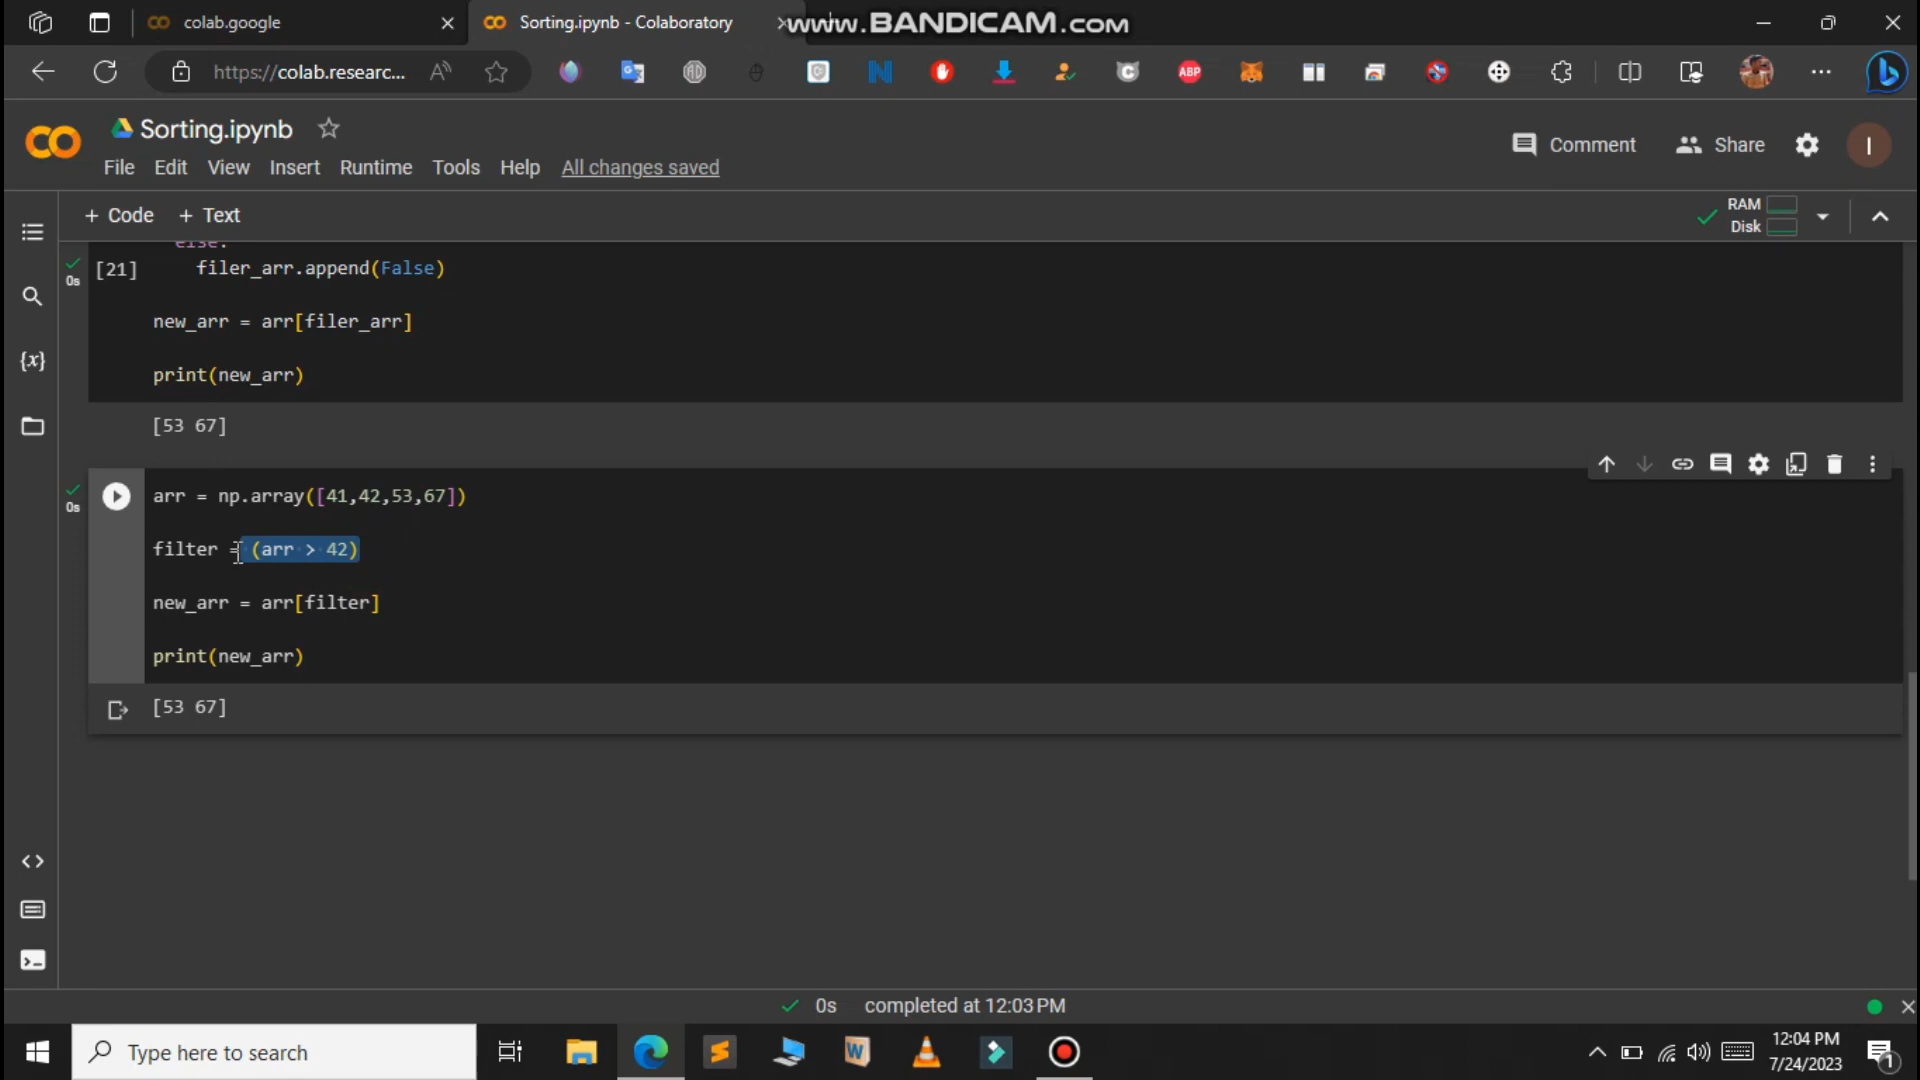 colab.google
Sorting.ipynb - Colaboratory
www.BANDICAM.com
https://colab.researc...
Sorting.ipynb
Comment
Share
I
File Edit View Insert Runtime Tools Help All changes saved
+ Code + Text
RAM
Disk
else:
0s
[21]
filer_arr.append(False)
new_arr = arr[filer_arr]
print(new_arr)
[53 67]
0s
arr = np.array([41,42,53,67])
filter = (arr > 42)
new_arr = arr[filter]
print(new_arr)
[53 67]
0s completed at 12:03 PM
Type here to search
12:04 PM
7/24/2023
1